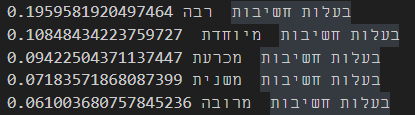 0.1959581920497464 רבה בעלות חשיבות
0.10848434223759727 מיוחדת בעלות חשיבות
0.09422504371137447 מכרעת בעלות חשיבות
0.07183571868087399 משנית בעלות חשיבות
0.061003680757845236 מרובה בעלות חשיבות